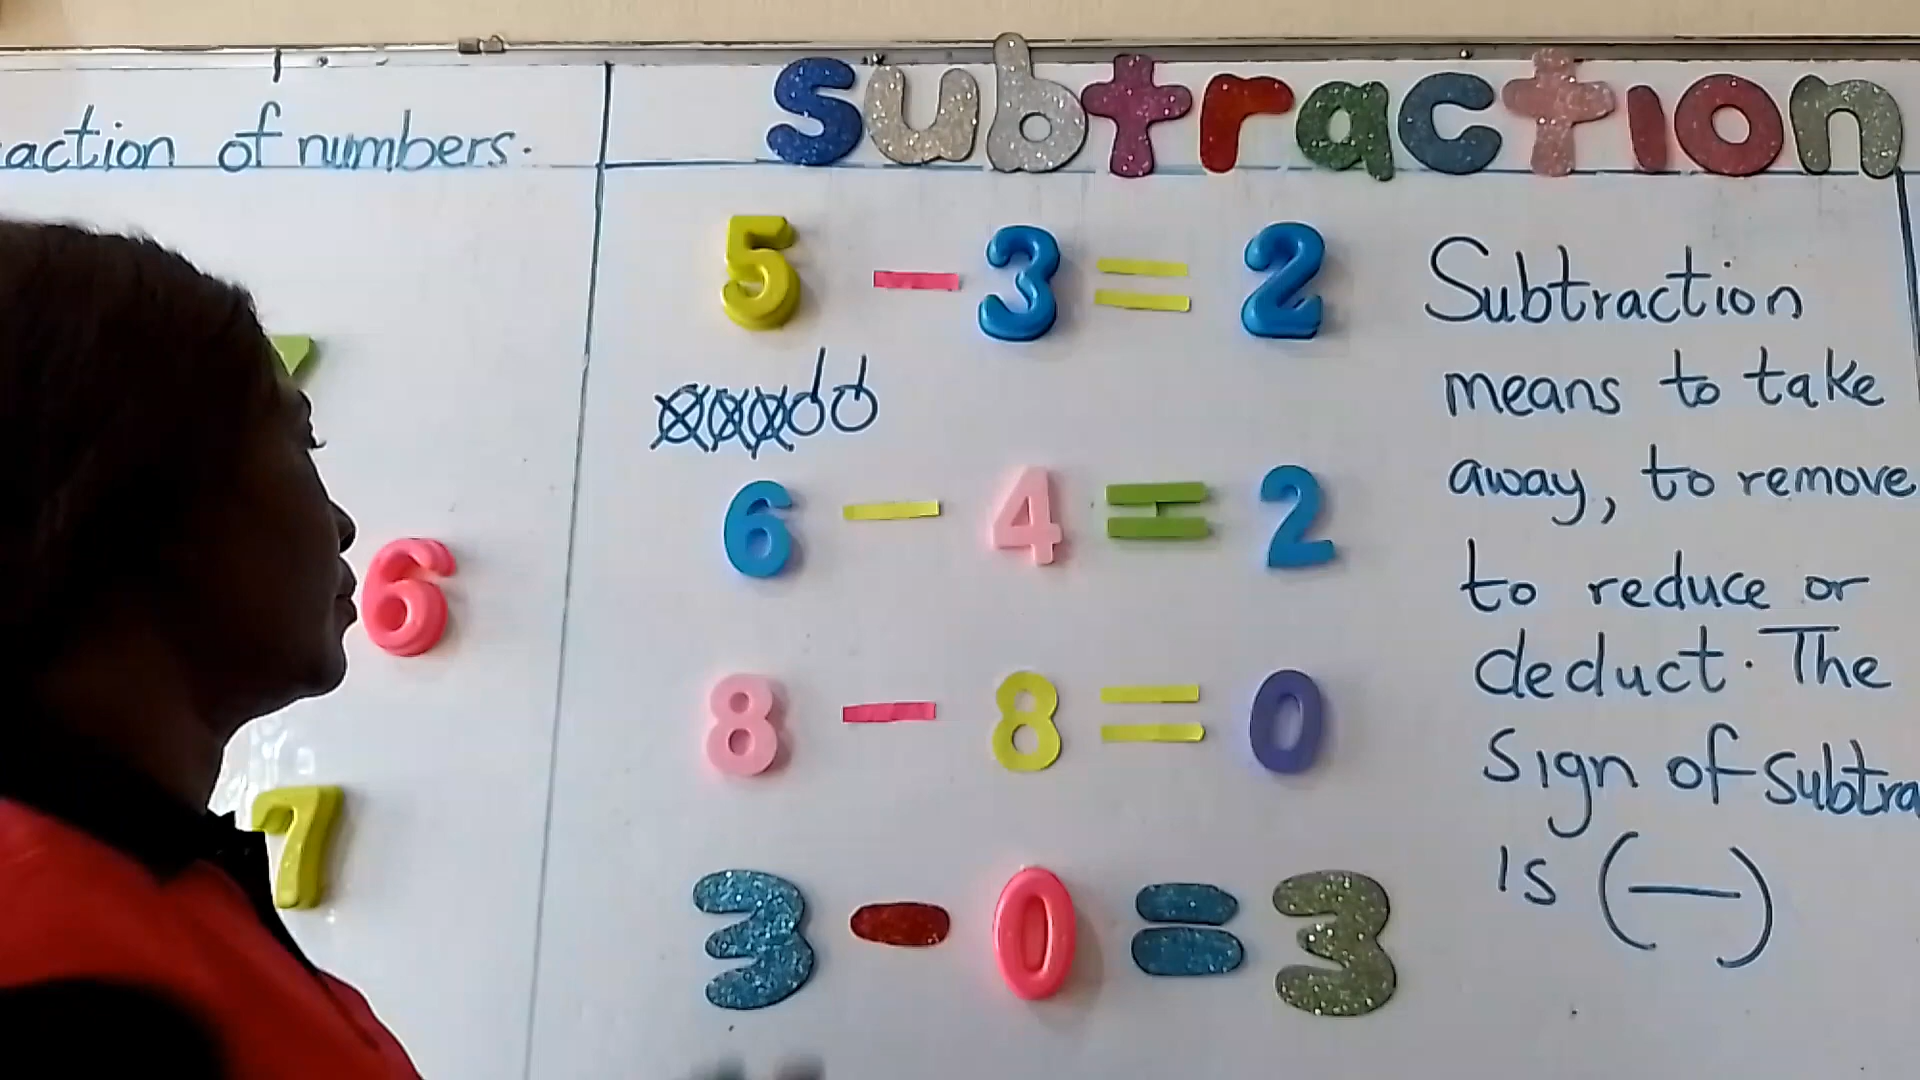 action of numbers.
6
7
subtraction
5 - 3 = 2
6 - 4 = 2
8 - 8 = 0
3 - 0 = 3
Subtraction
means to take
away, to remove
to reduce or
deduct. The
Sign of Subtra
is (—)